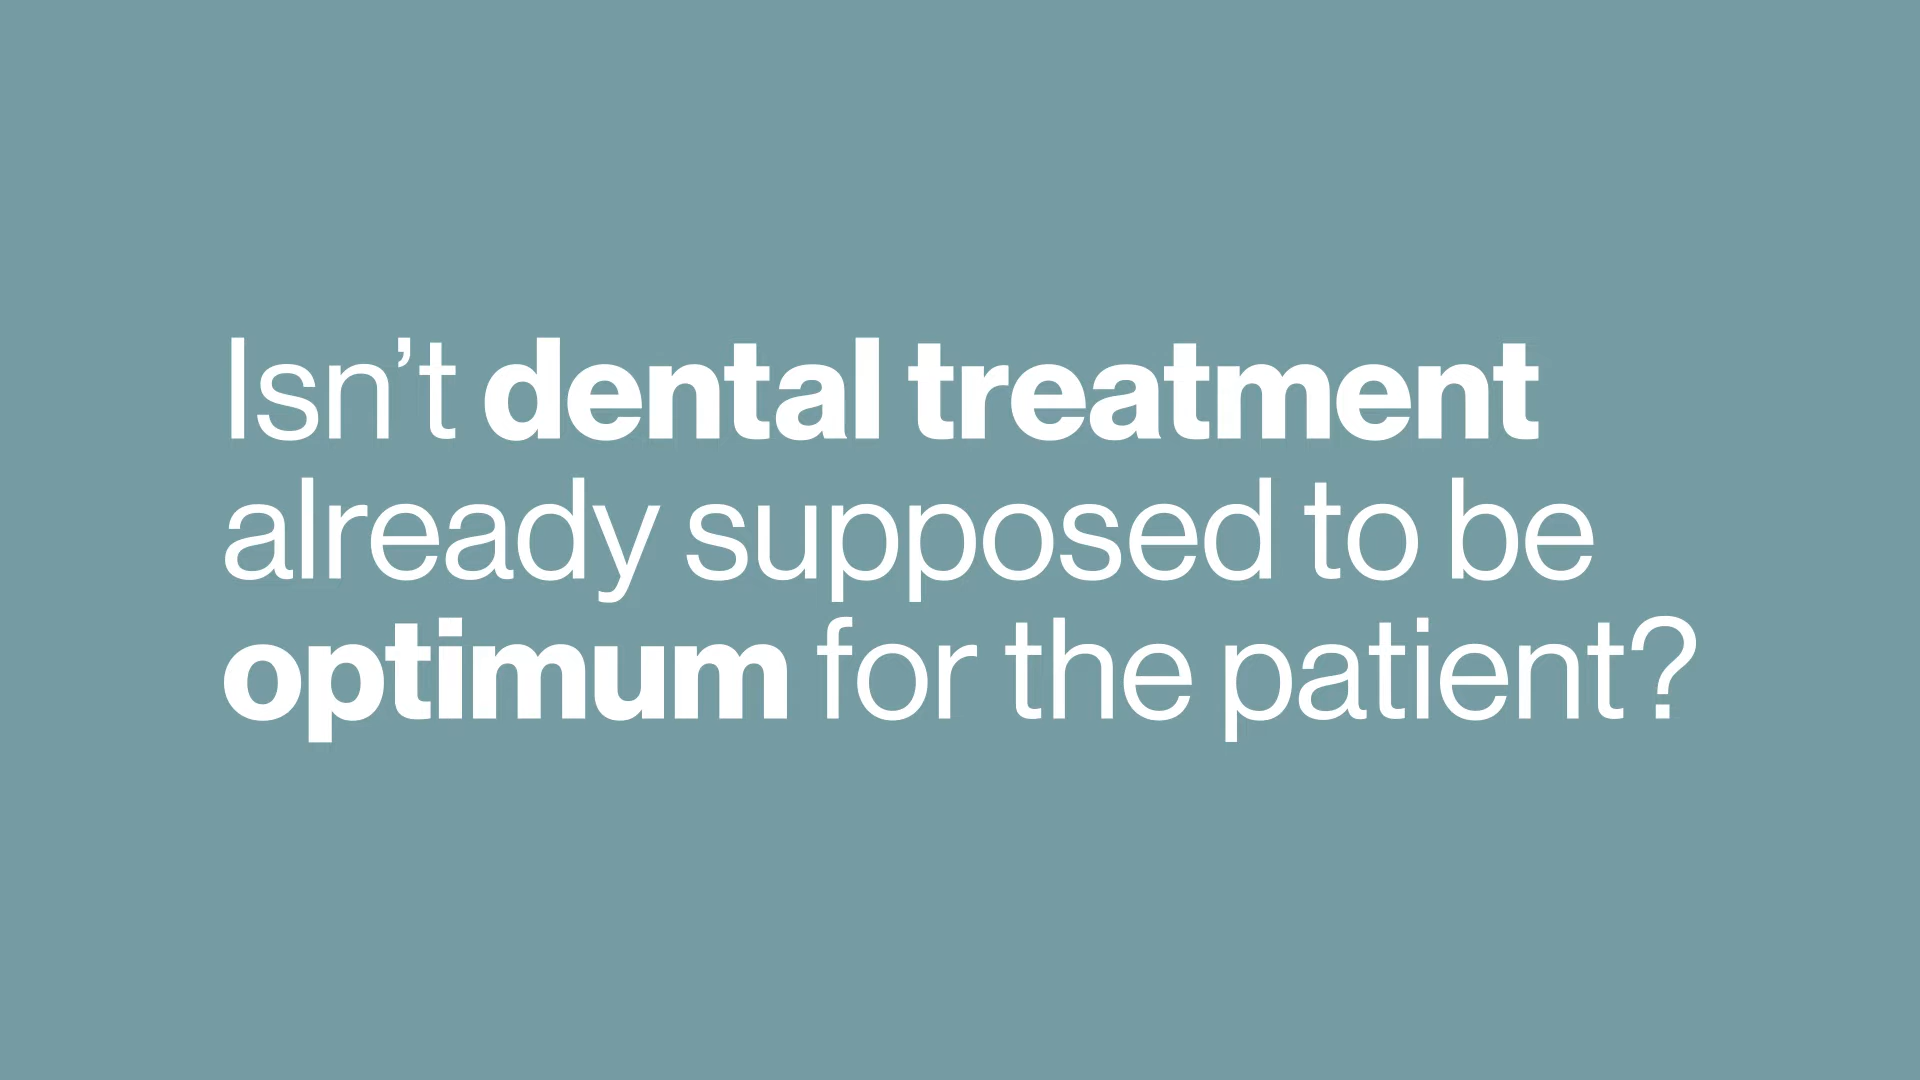 Isn’t dental treatment
already supposed to be
optimum for the patient?